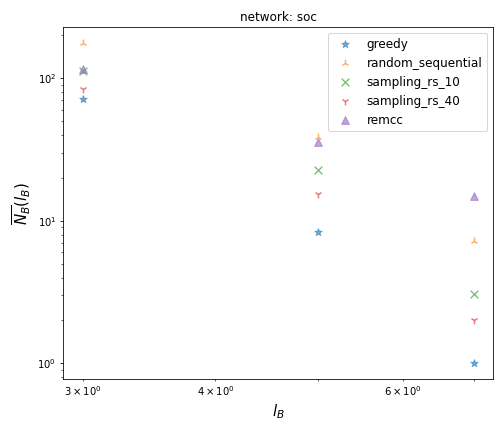 network: soc
greedy
random_sequential
sampling_rs_10
sampling_rs_40
remcc
10²
10¹
10⁰
N̅_B(l_B)
3 × 10⁰
4 × 10⁰
6 × 10⁰
l_B